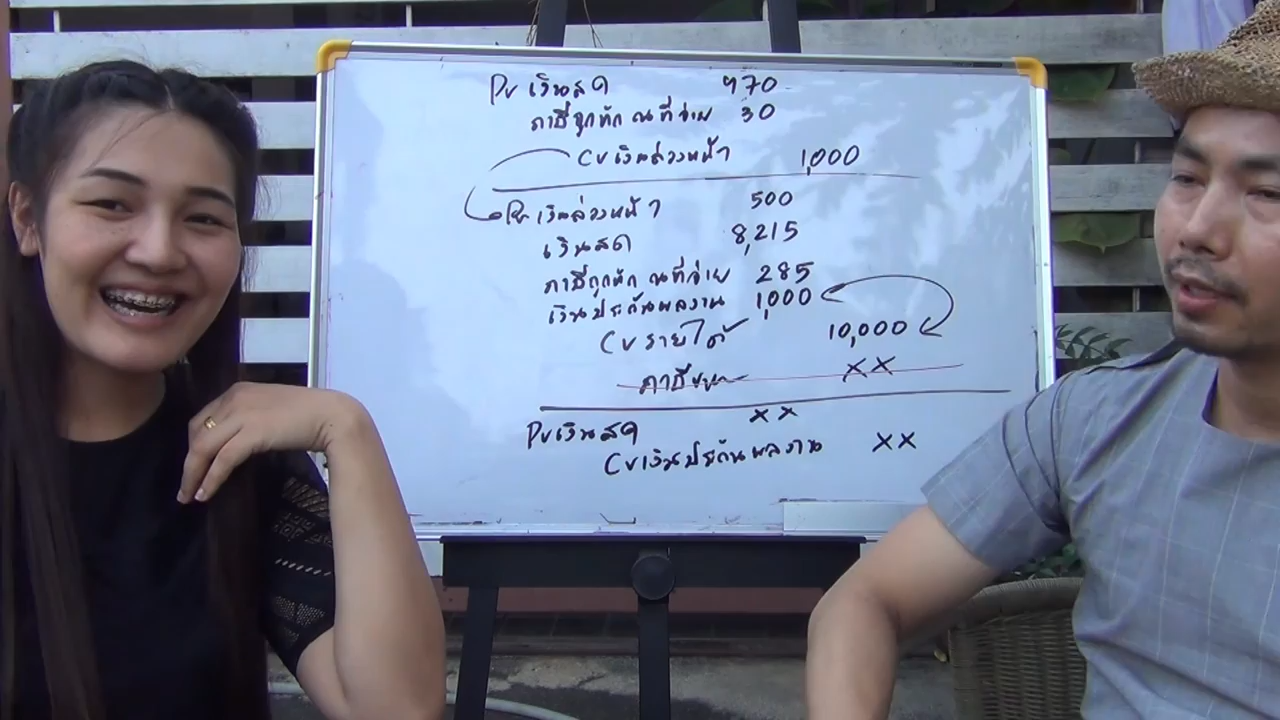 Dr เงินสด 970
ภาษีถูกหัก ณ ที่จ่าย 30
Cr เงินล่วงหน้า 1,000
Dr เงินล่วงหน้า 500
เงินสด 8,215
ภาษีถูกหัก ณ ที่จ่าย 285
เงินประกันผลงาน 1,000
Cr รายได้ 10,000
ภาษีขาย XX
Dr เงินสด XX
Cr เงินประกันผลงาน XX